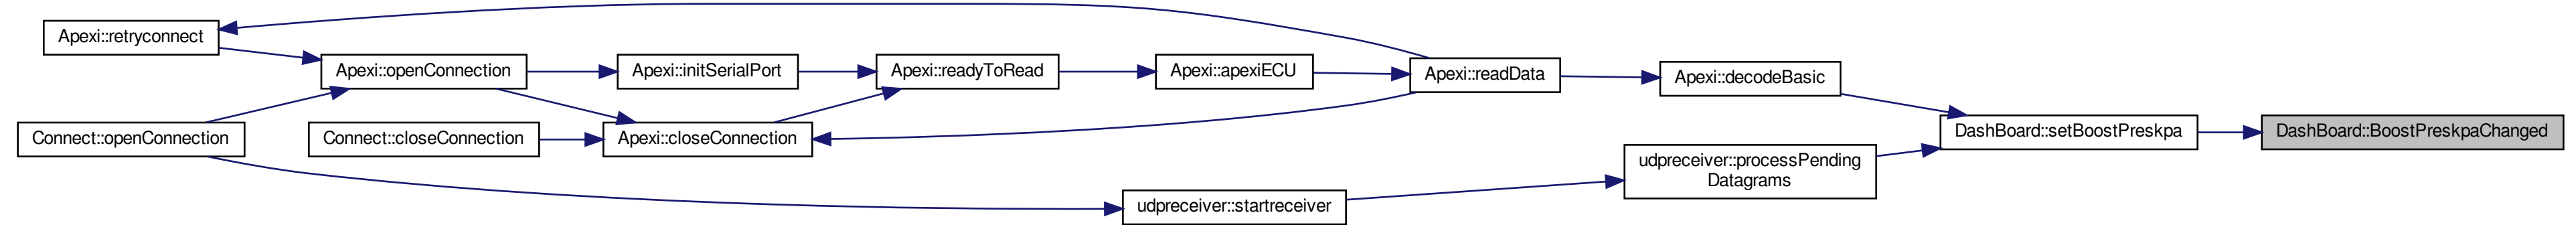 Apexi::retryconnect
Apexi::openConnection
Apexi::initSerialPort
Apexi::readyToRead
Apexi::apexiECU
Apexi::readData
Apexi::decodeBasic
Connect::openConnection
Connect::closeConnection
Apexi::closeConnection
DashBoard::setBoostPreskpa
DashBoard::BoostPreskpaChanged
udpreceiver::processPending
Datagrams
udpreceiver::startreceiver